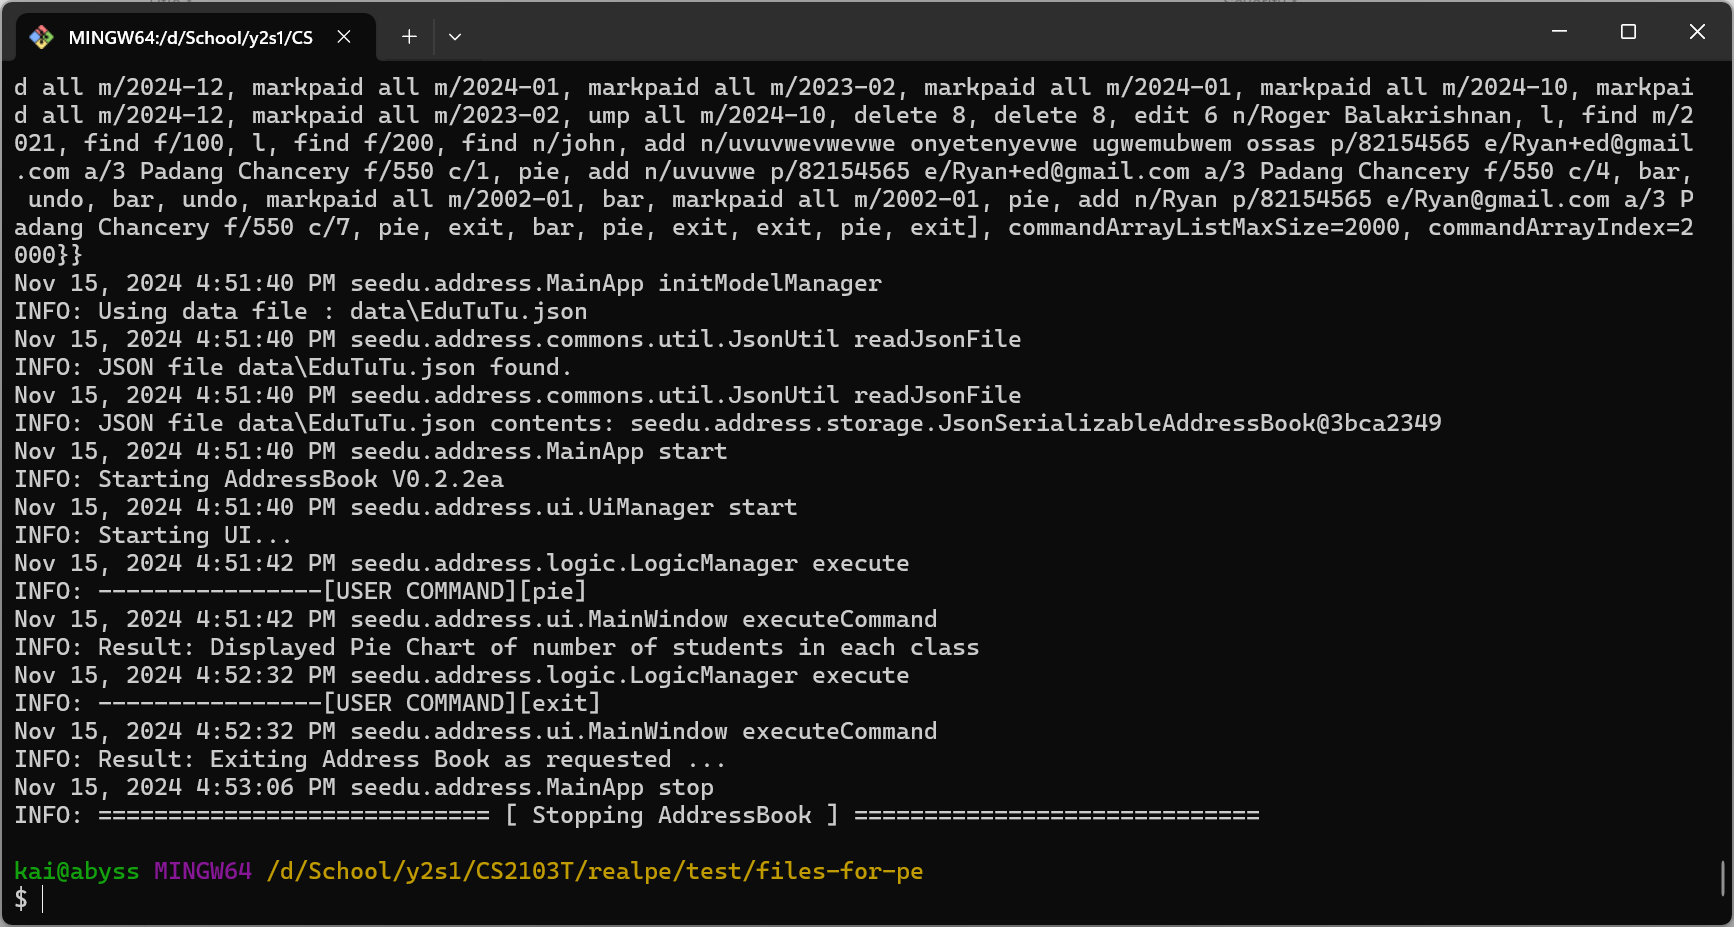 MINGW64:/d/School/y2s1/CS
d all m/2024-12, markpaid all m/2024-01, markpaid all m/2023-02, markpaid all m/2024-01, markpaid all m/2024-10, markpai
d all m/2024-12, markpaid all m/2023-02, ump all m/2024-10, delete 8, delete 8, edit 6 n/Roger Balakrishnan, l, find m/2
021, find f/100, l, find f/200, find n/john, add n/uvuvwevwevwe onyetenyevwe ugwemubwem ossas p/82154565 e/Ryan+ed@gmail
.com a/3 Padang Chancery f/550 c/1, pie, add n/uvuvwe p/82154565 e/Ryan+ed@gmail.com a/3 Padang Chancery f/550 c/4, bar,
 undo, bar, undo, markpaid all m/2002-01, bar, markpaid all m/2002-01, pie, add n/Ryan p/82154565 e/Ryan@gmail.com a/3 P
adang Chancery f/550 c/7, pie, exit, bar, pie, exit, exit, pie, exit], commandArrayListMaxSize=2000, commandArrayIndex=2
000}}
Nov 15, 2024 4:51:40 PM seedu.address.MainApp initModelManager
INFO: Using data file : data\EduTuTu.json
Nov 15, 2024 4:51:40 PM seedu.address.commons.util.JsonUtil readJsonFile
INFO: JSON file data\EduTuTu.json found.
Nov 15, 2024 4:51:40 PM seedu.address.commons.util.JsonUtil readJsonFile
INFO: JSON file data\EduTuTu.json contents: seedu.address.storage.JsonSerializableAddressBook@3bca2349
Nov 15, 2024 4:51:40 PM seedu.address.MainApp start
INFO: Starting AddressBook V0.2.2ea
Nov 15, 2024 4:51:40 PM seedu.address.ui.UiManager start
INFO: Starting UI...
Nov 15, 2024 4:51:42 PM seedu.address.logic.LogicManager execute
INFO: ----------------[USER COMMAND][pie]
Nov 15, 2024 4:51:42 PM seedu.address.ui.MainWindow executeCommand
INFO: Result: Displayed Pie Chart of number of students in each class
Nov 15, 2024 4:52:32 PM seedu.address.logic.LogicManager execute
INFO: ----------------[USER COMMAND][exit]
Nov 15, 2024 4:52:32 PM seedu.address.ui.MainWindow executeCommand
INFO: Result: Exiting Address Book as requested ...
Nov 15, 2024 4:53:06 PM seedu.address.MainApp stop
INFO: ============================ [ Stopping AddressBook ] =============================
kai@abyss MINGW64 /d/School/y2s1/CS2103T/realpe/test/files-for-pe
$